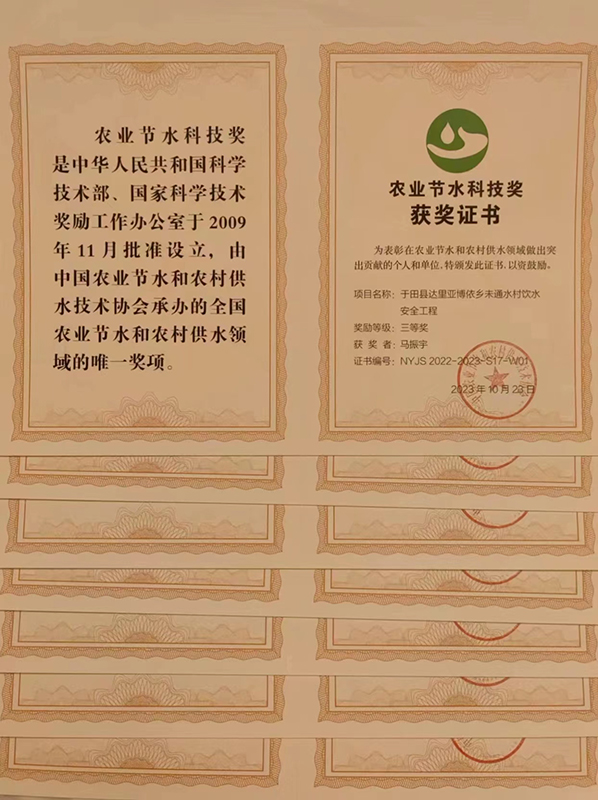 农业节水科技奖
是中华人民共和国科学
技术部、国家科学技术
奖励工作办公室于2009
年11月批准设立，由
中国农业节水和农村供
水技术协会承办的全国
农业节水和农村供水领
域的唯一奖项。
农业节水科技奖
获奖证书
为表彰在农业节水和农村供水领域做出突
出贡献的个人和单位，特颁发此证书，以资鼓励。
项目名称：于田县达里亚博依乡未通水村饮水
安全工程
奖励等级：三等奖
获奖者：马振宇
证书编号：NYJS 2022-2023-S17-W01
2023年10月23日